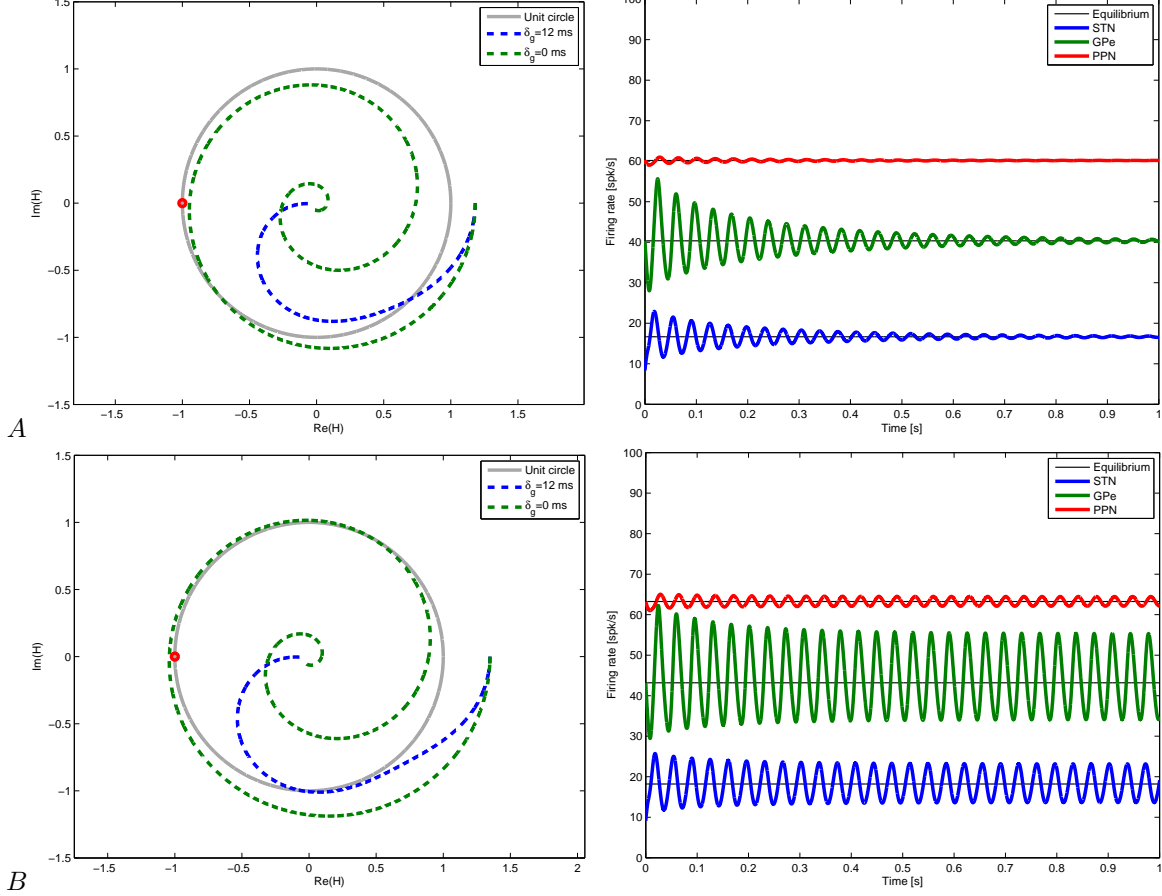 A
1.5
1
0.5
0
−0.5
−1
−1.5
Im(H)
−1.5 −1 −0.5 0 0.5 1 1.5
Re(H)
Unit circle
δg=12 ms
δg=0 ms
100
90
80
70
60
50
40
30
20
10
0
Firing rate [spk/s]
0 0.1 0.2 0.3 0.4 0.5 0.6 0.7 0.8 0.9 1
Time [s]
Equilibrium
STN
GPe
PPN
B
1.5
1
0.5
0
−0.5
−1
−1.5
Im(H)
−1.5 −1 −0.5 0 0.5 1 1.5 2
Re(H)
Unit circle
δg=12 ms
δg=0 ms
100
90
80
70
60
50
40
30
20
10
0
Firing rate [spk/s]
0 0.1 0.2 0.3 0.4 0.5 0.6 0.7 0.8 0.9 1
Time [s]
Equilibrium
STN
GPe
PPN